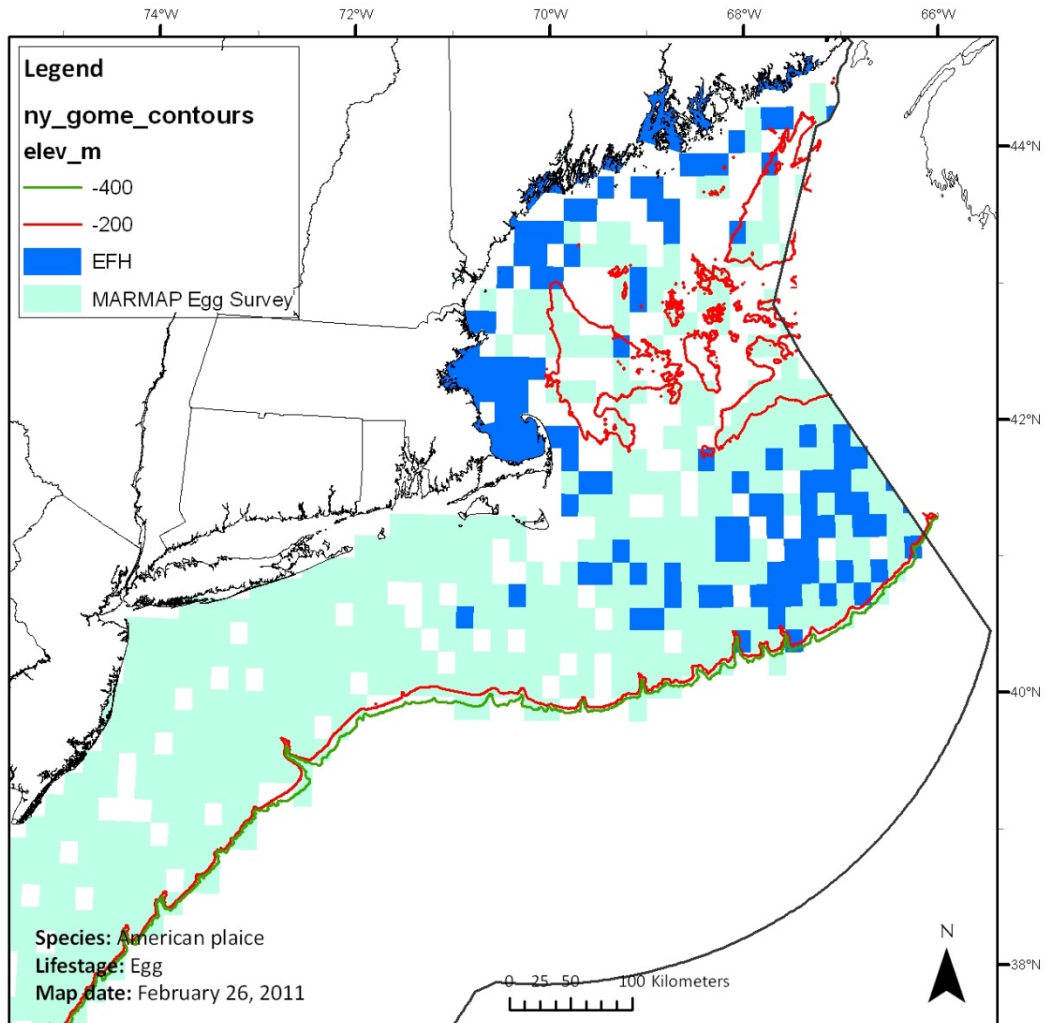 74°W 72°W 70°W 68°W 66°W
Legend
ny_gome_contours
elev_m
-400
-200
EFH
MARMAP Egg Survey
44°N
42°N
40°N
38°N
Species: American plaice
Lifestage: Egg
Map date: February 26, 2011
0 25 50 100 Kilometers
N